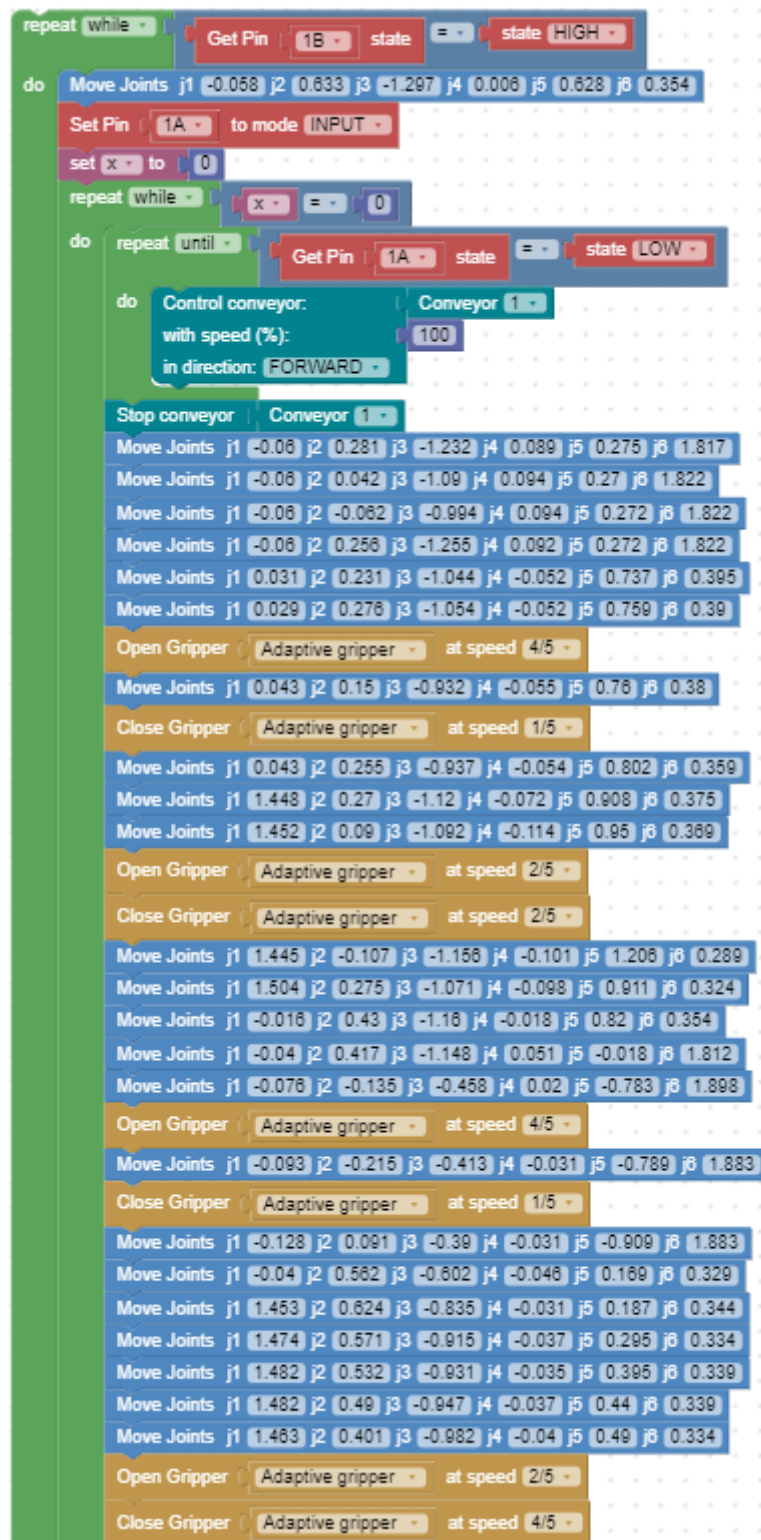 repeat while Get Pin 1B state = state HIGH
do Move Joints j1 -0.058 j2 0.633 j3 -1.297 j4 0.006 j5 0.628 j6 0.354
Set Pin 1A to mode INPUT
set x to 0
repeat while x = 0
do repeat until Get Pin 1A state = state LOW
do Control conveyor: Conveyor 1
with speed (%): 100
in direction: FORWARD
Stop conveyor Conveyor 1
Move Joints j1 -0.06 j2 0.281 j3 -1.232 j4 0.089 j5 0.275 j6 1.817
Move Joints j1 -0.06 j2 0.042 j3 -1.09 j4 0.094 j5 0.27 j6 1.822
Move Joints j1 -0.06 j2 -0.062 j3 -0.994 j4 0.094 j5 0.272 j6 1.822
Move Joints j1 -0.06 j2 0.256 j3 -1.255 j4 0.092 j5 0.272 j6 1.822
Move Joints j1 0.031 j2 0.231 j3 -1.044 j4 -0.052 j5 0.737 j6 0.395
Move Joints j1 0.029 j2 0.276 j3 -1.054 j4 -0.052 j5 0.759 j6 0.39
Open Gripper Adaptive gripper at speed 4/5
Move Joints j1 0.043 j2 0.15 j3 -0.932 j4 -0.055 j5 0.76 j6 0.38
Close Gripper Adaptive gripper at speed 1/5
Move Joints j1 0.043 j2 0.255 j3 -0.937 j4 -0.054 j5 0.802 j6 0.359
Move Joints j1 1.448 j2 0.27 j3 -1.12 j4 -0.072 j5 0.908 j6 0.375
Move Joints j1 1.452 j2 0.09 j3 -1.092 j4 -0.114 j5 0.95 j6 0.369
Open Gripper Adaptive gripper at speed 2/5
Close Gripper Adaptive gripper at speed 2/5
Move Joints j1 1.445 j2 -0.107 j3 -1.156 j4 -0.101 j5 1.206 j6 0.289
Move Joints j1 1.504 j2 0.275 j3 -1.071 j4 -0.098 j5 0.911 j6 0.324
Move Joints j1 -0.016 j2 0.43 j3 -1.16 j4 -0.018 j5 0.82 j6 0.354
Move Joints j1 -0.04 j2 0.417 j3 -1.148 j4 0.051 j5 -0.018 j6 1.812
Move Joints j1 -0.076 j2 -0.135 j3 -0.458 j4 0.02 j5 -0.783 j6 1.898
Open Gripper Adaptive gripper at speed 4/5
Move Joints j1 -0.093 j2 -0.215 j3 -0.413 j4 -0.031 j5 -0.789 j6 1.883
Close Gripper Adaptive gripper at speed 1/5
Move Joints j1 -0.128 j2 0.091 j3 -0.39 j4 -0.031 j5 -0.909 j6 1.883
Move Joints j1 -0.04 j2 0.562 j3 -0.602 j4 -0.046 j5 0.169 j6 0.329
Move Joints j1 1.453 j2 0.624 j3 -0.835 j4 -0.031 j5 0.187 j6 0.344
Move Joints j1 1.474 j2 0.571 j3 -0.915 j4 -0.037 j5 0.295 j6 0.334
Move Joints j1 1.482 j2 0.532 j3 -0.931 j4 -0.035 j5 0.395 j6 0.339
Move Joints j1 1.482 j2 0.49 j3 -0.947 j4 -0.037 j5 0.44 j6 0.339
Move Joints j1 1.463 j2 0.401 j3 -0.982 j4 -0.04 j5 0.49 j6 0.334
Open Gripper Adaptive gripper at speed 2/5
Close Gripper Adaptive gripper at speed 4/5